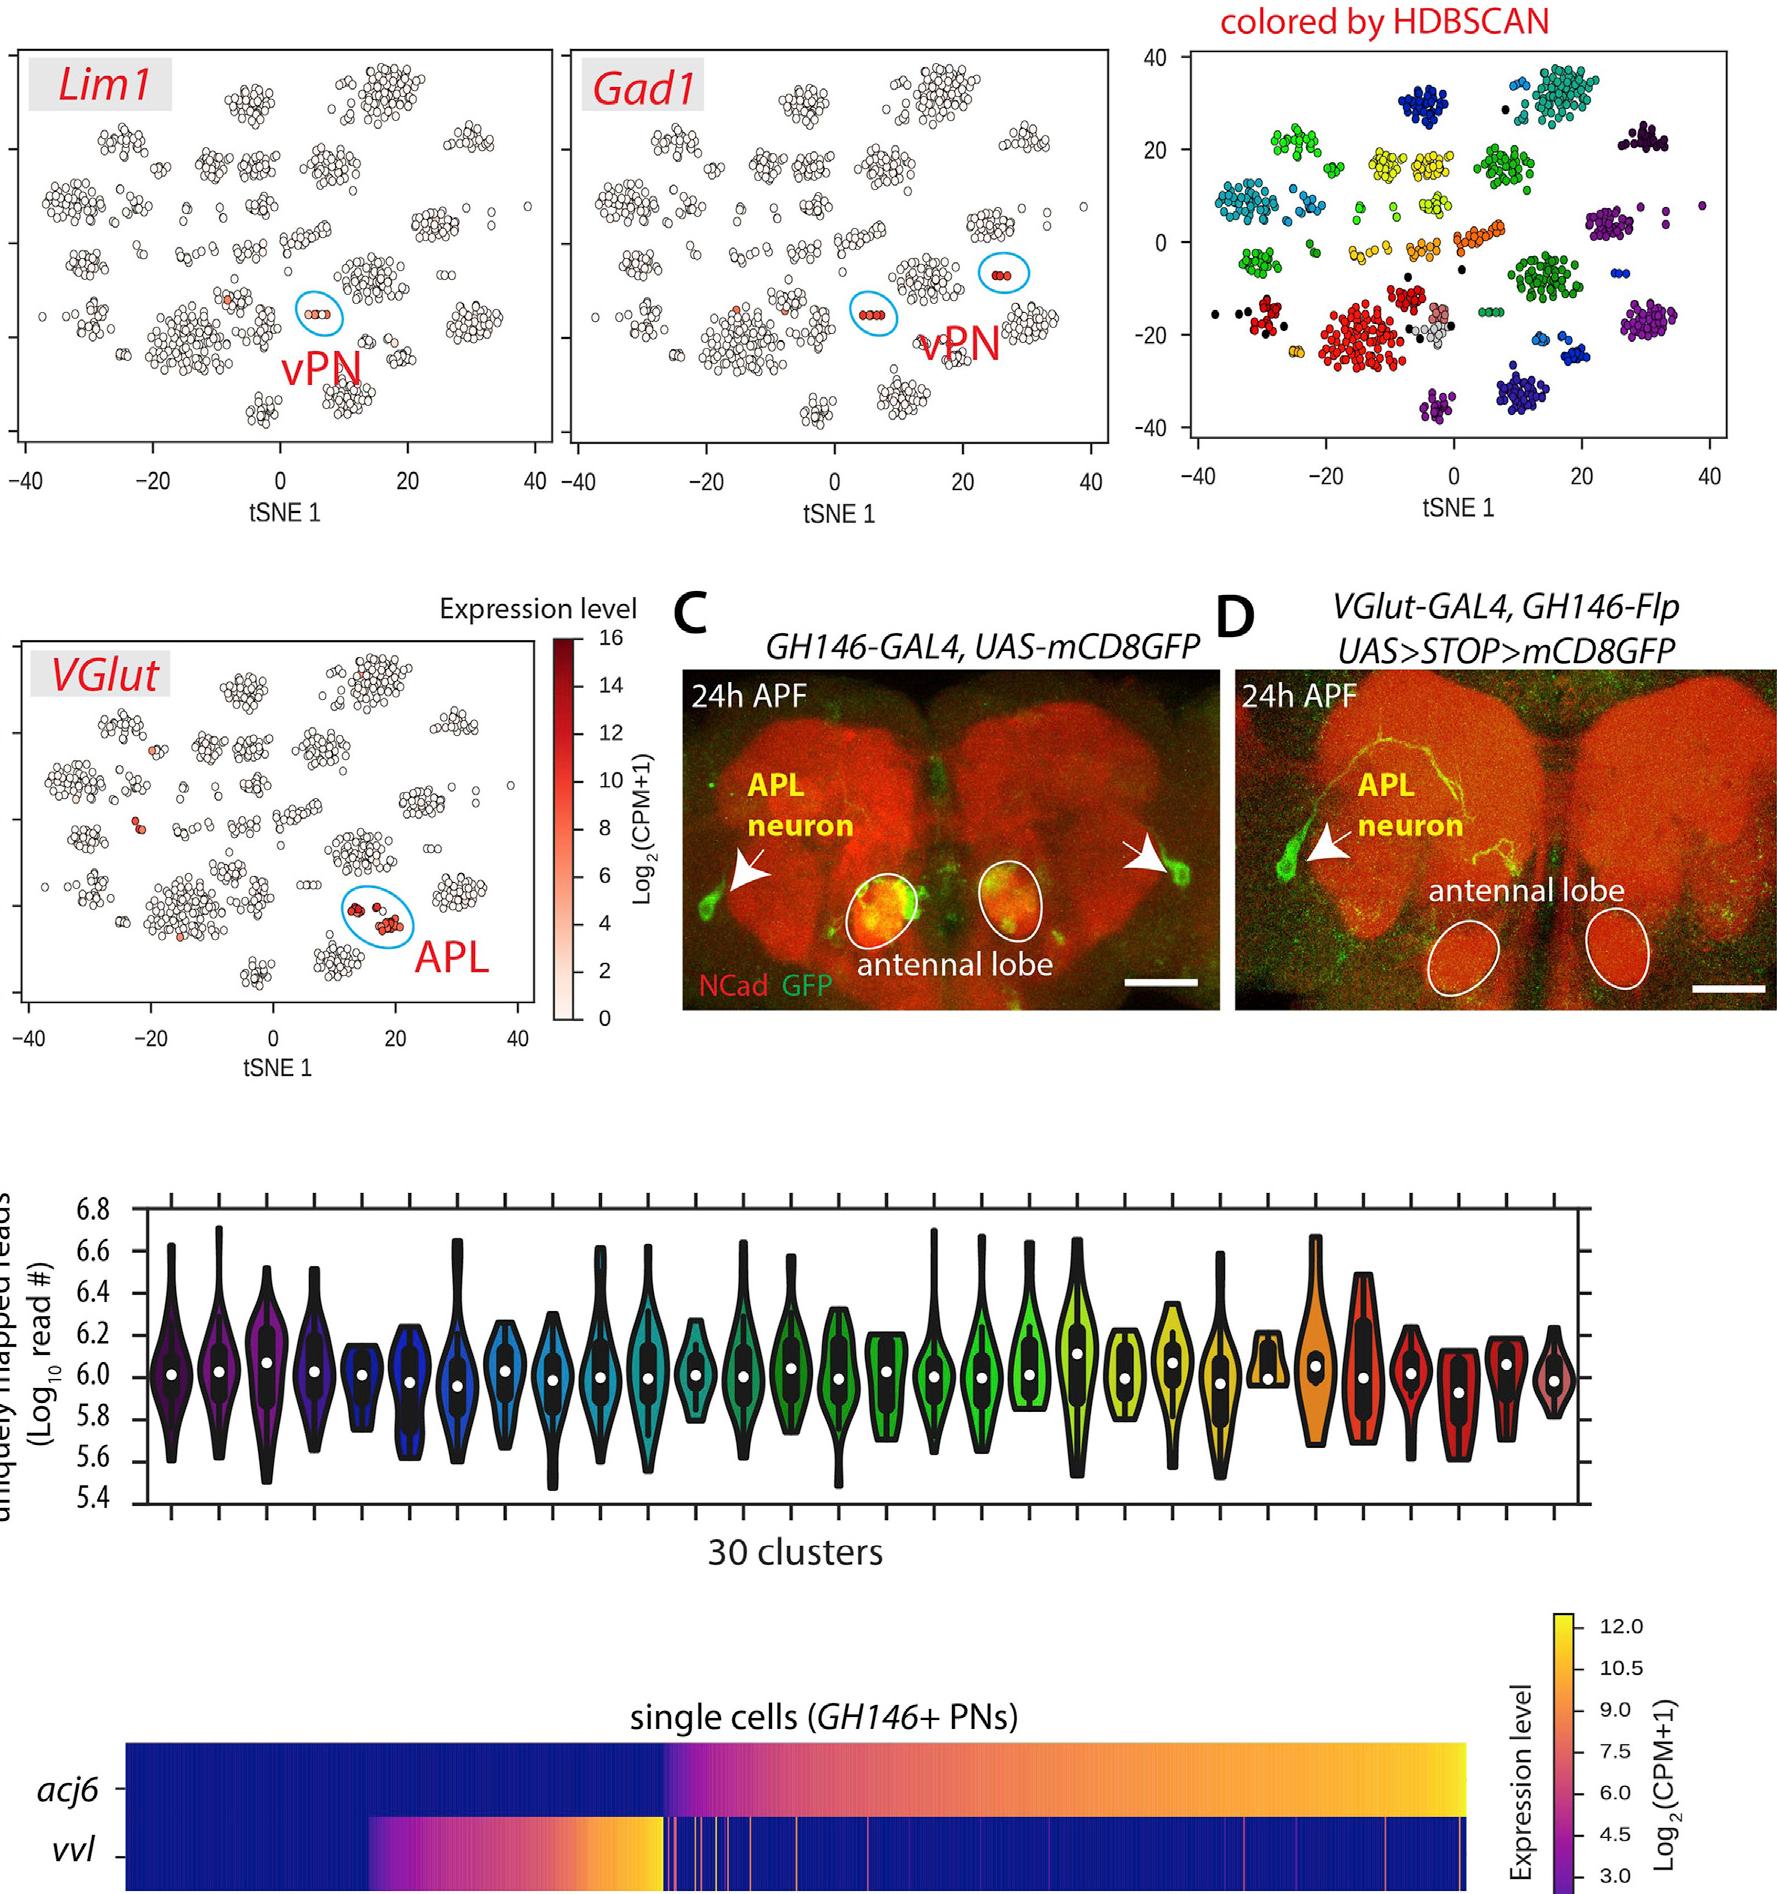 colored by HDBSCAN
Lim1
Gad1
vPN
vPN
40
20
0
-20
-40
−40 −20 0 20 40
tSNE 1
−40 −20 0 20 40
tSNE 1
−40 −20 0 20 40
tSNE 1
VGlut
APL
−40 −20 0 20 40
tSNE 1
Expression level
16
14
12
10
8
6
4
2
0
Log2(CPM+1)
C
GH146-GAL4, UAS-mCD8GFP
24h APF
APL
neuron
antennal lobe
NCad GFP
D
VGlut-GAL4, GH146-Flp
UAS>STOP>mCD8GFP
24h APF
APL
neuron
antennal lobe
uniquely mapped reads
(Log10 read #)
6.8
6.6
6.4
6.2
6.0
5.8
5.6
5.4
30 clusters
single cells (GH146+ PNs)
acj6
vvl
Expression level
Log2(CPM+1)
12.0
10.5
9.0
7.5
6.0
4.5
3.0